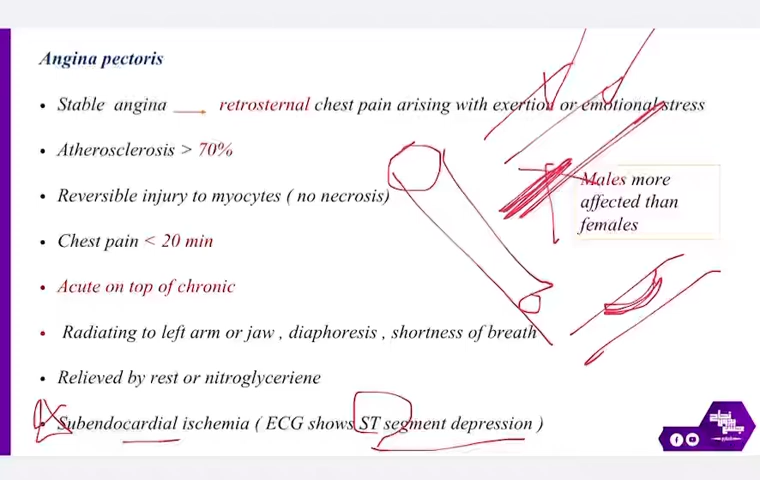 Angina pectoris
• Stable angina ___ retrosternal chest pain arising with exertion or emotional stress
• Atherosclerosis > 70%
Males more
affected than
females
• Reversible injury to myocytes ( no necrosis)
• Chest pain < 20 min
• Acute on top of chronic
• Radiating to left arm or jaw , diaphoresis , shortness of breath
• Relieved by rest or nitroglyceriene
• Subendocardial ischemia ( ECG shows ST segment depression )